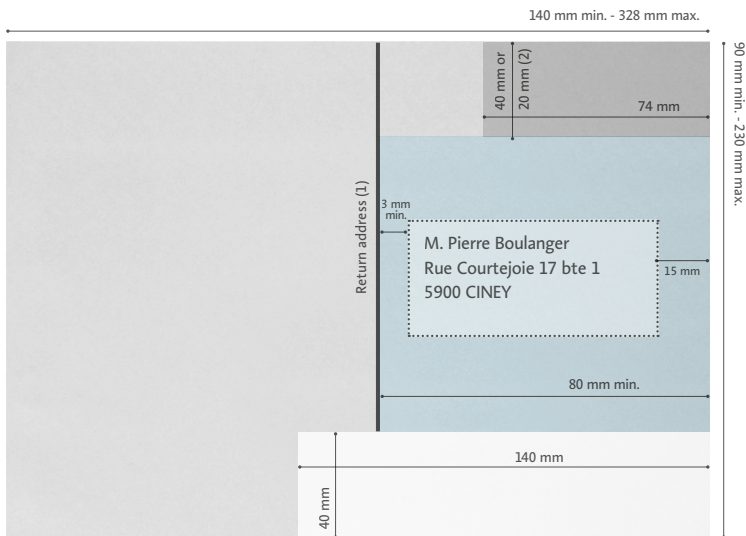 140 mm min. - 328 mm max.
90 mm min. - 230 mm max.
40 mm or
20 mm (2)
74 mm
Return address (1)
3 mm
min.
M. Pierre Boulanger
Rue Courtejoie 17 bte 1
5900 CINEY
15 mm
80 mm min.
140 mm
40 mm